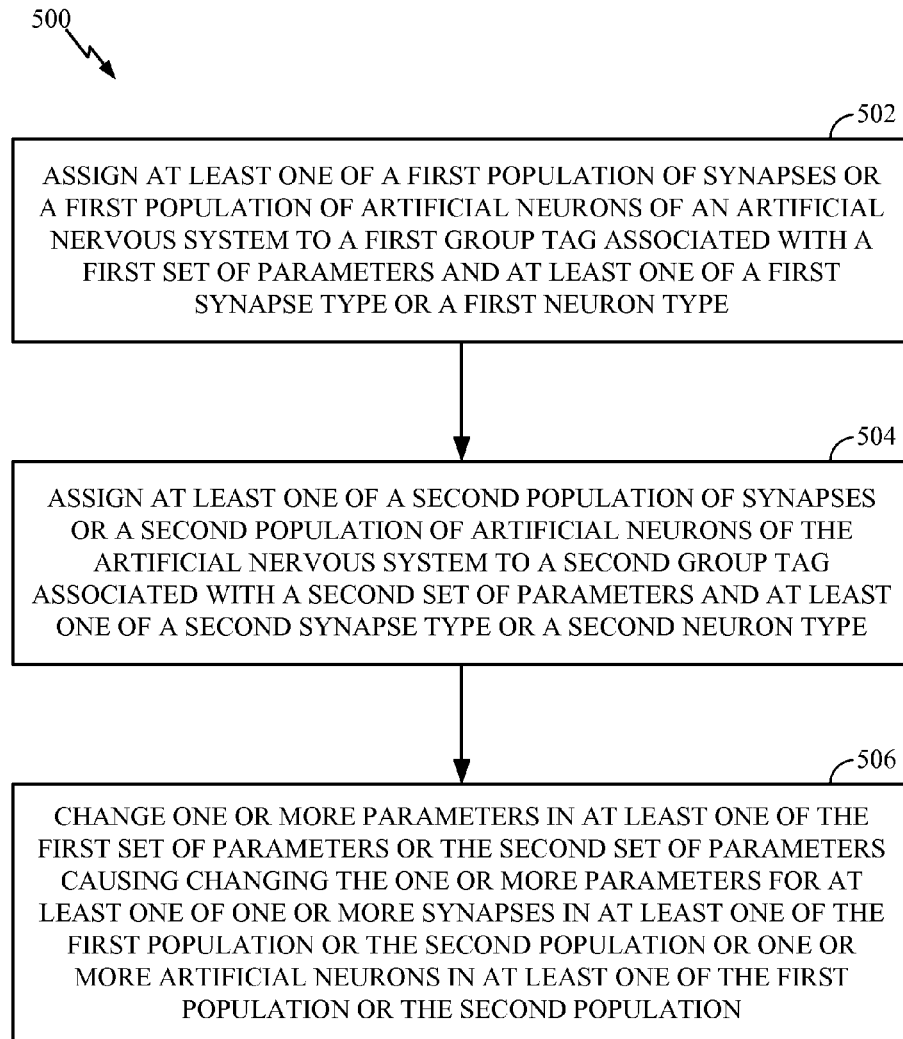 500
502
ASSIGN AT LEAST ONE OF A FIRST POPULATION OF SYNAPSES OR
A FIRST POPULATION OF ARTIFICIAL NEURONS OF AN ARTIFICIAL
NERVOUS SYSTEM TO A FIRST GROUP TAG ASSOCIATED WITH A
FIRST SET OF PARAMETERS AND AT LEAST ONE OF A FIRST
SYNAPSE TYPE OR A FIRST NEURON TYPE
504
ASSIGN AT LEAST ONE OF A SECOND POPULATION OF SYNAPSES
OR A SECOND POPULATION OF ARTIFICIAL NEURONS OF THE
ARTIFICIAL NERVOUS SYSTEM TO A SECOND GROUP TAG
ASSOCIATED WITH A SECOND SET OF PARAMETERS AND AT LEAST
ONE OF A SECOND SYNAPSE TYPE OR A SECOND NEURON TYPE
506
CHANGE ONE OR MORE PARAMETERS IN AT LEAST ONE OF THE
FIRST SET OF PARAMETERS OR THE SECOND SET OF PARAMETERS
CAUSING CHANGING THE ONE OR MORE PARAMETERS FOR AT
LEAST ONE OF ONE OR MORE SYNAPSES IN AT LEAST ONE OF THE
FIRST POPULATION OR THE SECOND POPULATION OR ONE OR
MORE ARTIFICIAL NEURONS IN AT LEAST ONE OF THE FIRST
POPULATION OR THE SECOND POPULATION